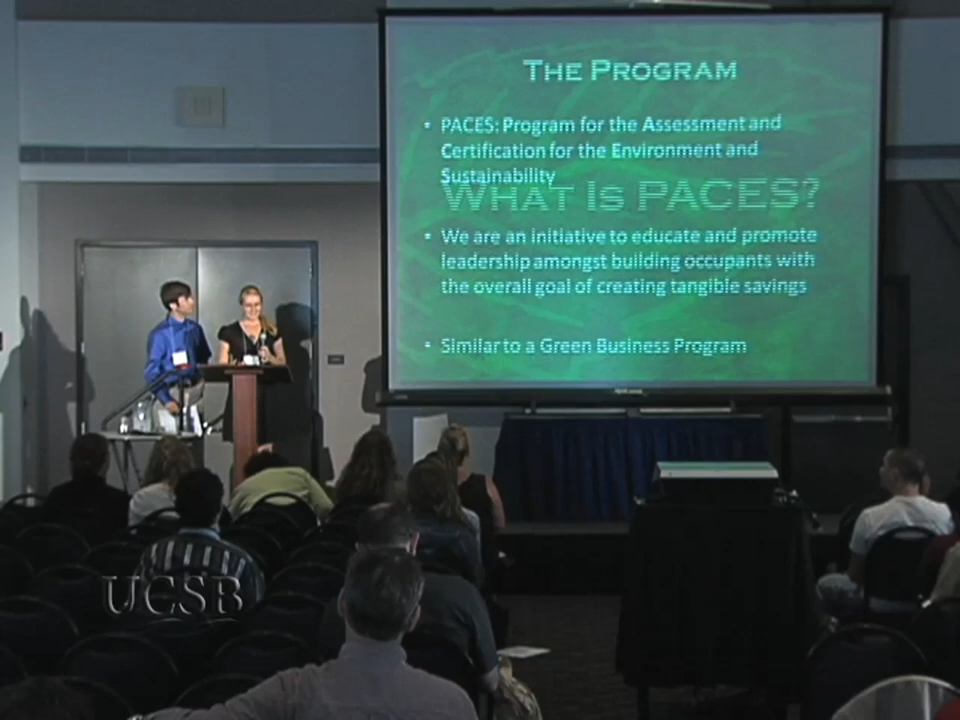 THE PROGRAM
• PACES: Program for the Assessment and
Certification for the Environment and
Sustainability
WHAT IS PACES?
• We are an initiative to educate and promote
leadership amongst building occupants with
the overall goal of creating tangible savings
• Similar to a Green Business Program
UCSB